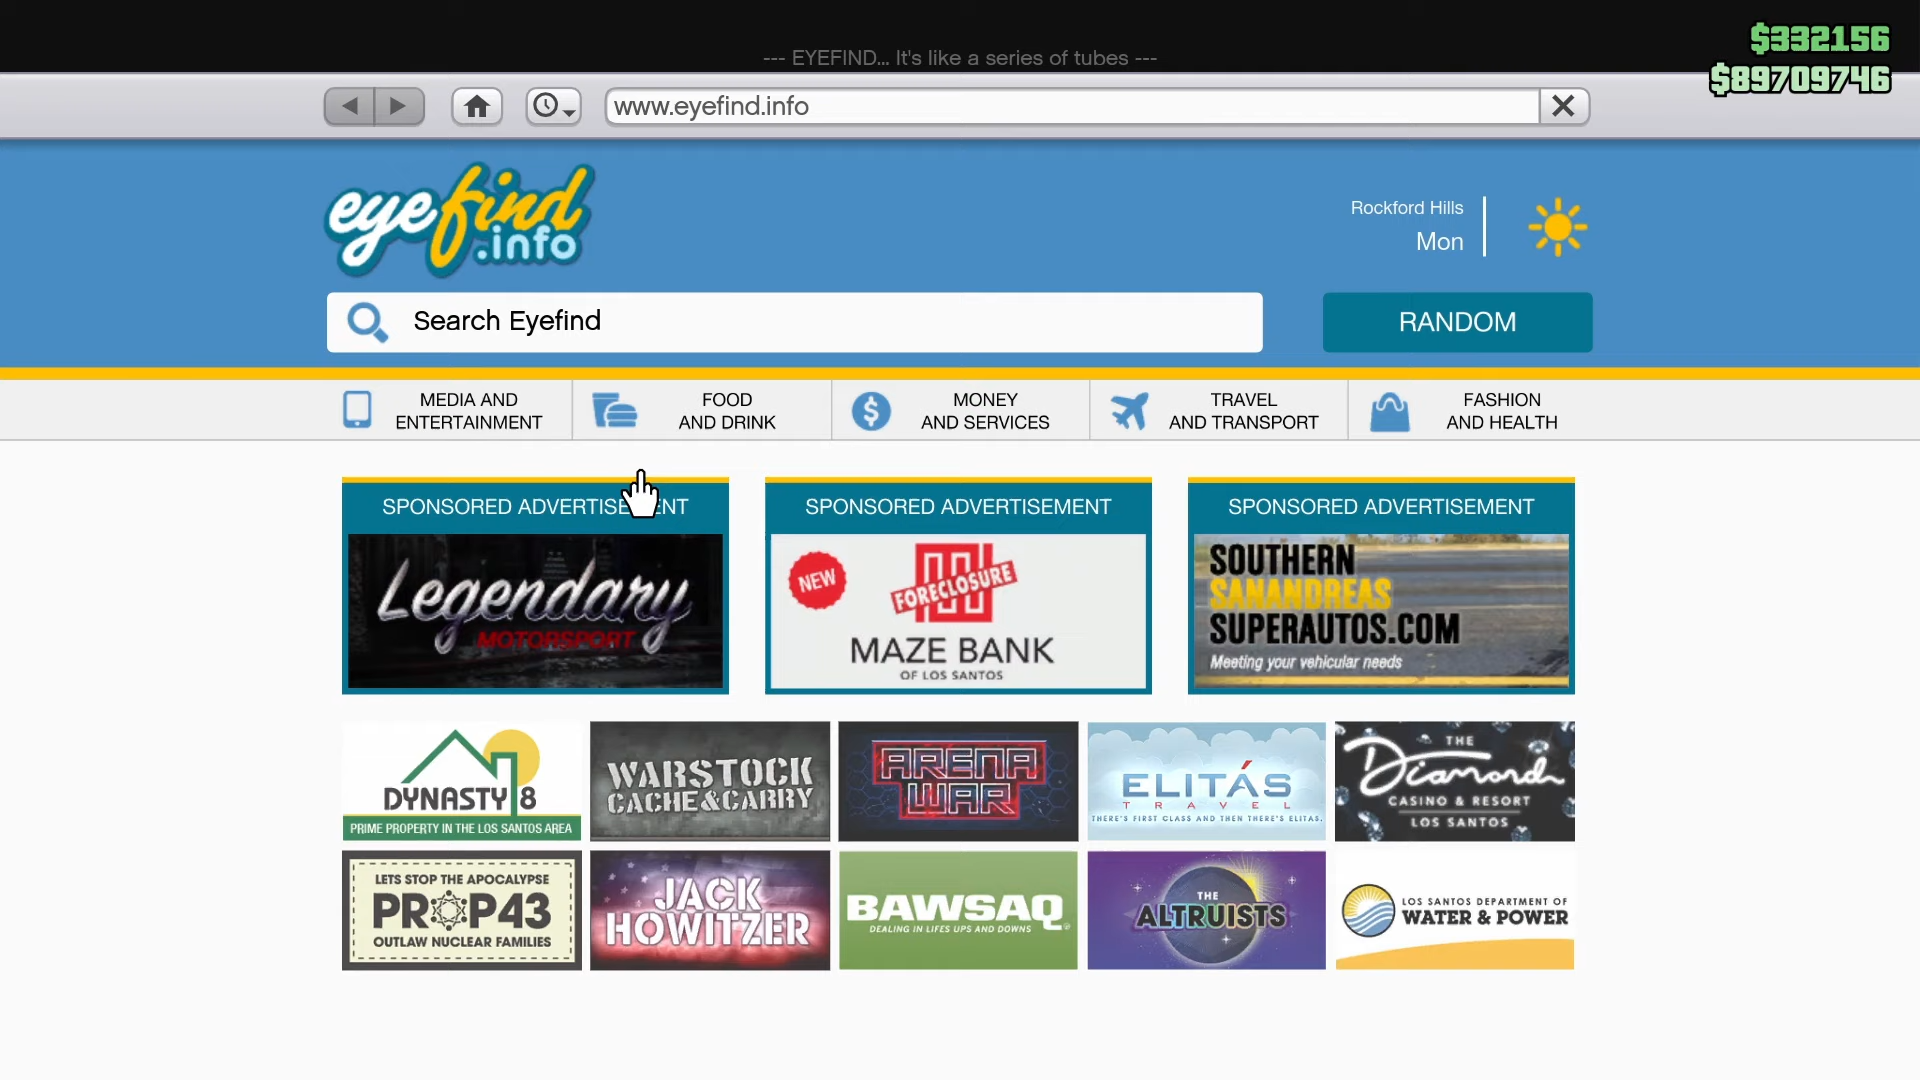 $332156
--- EYEFIND... It's like a series of tubes ---
$89709746
www.eyefind.info
eyefind
.info
Rockford Hills
Mon
Search Eyefind
RANDOM
MEDIA AND
ENTERTAINMENT
FOOD
AND DRINK
MONEY
AND SERVICES
TRAVEL
AND TRANSPORT
FASHION
AND HEALTH
SPONSORED ADVERTISEMENT
Legendary
MOTORSPORT
SPONSORED ADVERTISEMENT
NEW
FORECLOSURE
MAZE BANK
OF LOS SANTOS
SPONSORED ADVERTISEMENT
SOUTHERN
SANANDREAS
SUPERAUTOS.COM
Meeting your vehicular needs
DYNASTY 8
PRIME PROPERTY IN THE LOS SANTOS AREA
WARSTOCK
CACHE&CARRY
ARENA
WAR
ELITÁS
TRAVEL
THERE'S FIRST CLASS AND THEN THERE'S ELITAS.
THE
Diamond
CASINO & RESORT
LOS SANTOS
LETS STOP THE APOCALYPSE
PROP43
OUTLAW NUCLEAR FAMILIES
JACK
HOWITZER
BAWSAQ
DEALING IN LIFES UPS AND DOWNS
THE
ALTRUISTS
LOS SANTOS DEPARTMENT OF
WATER & POWER